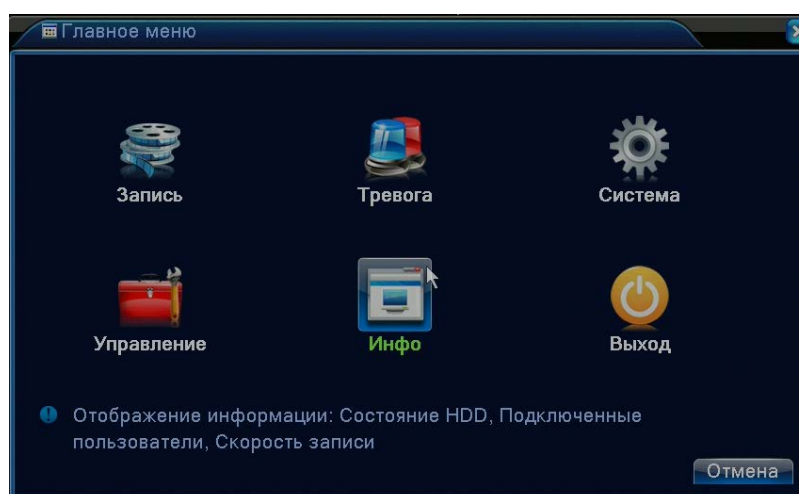 Главное меню
Запись
Тревога
Система
Управление
Инфо
Выход
Отображение информации: Состояние HDD, Подключенные
пользователи, Скорость записи
Отмена